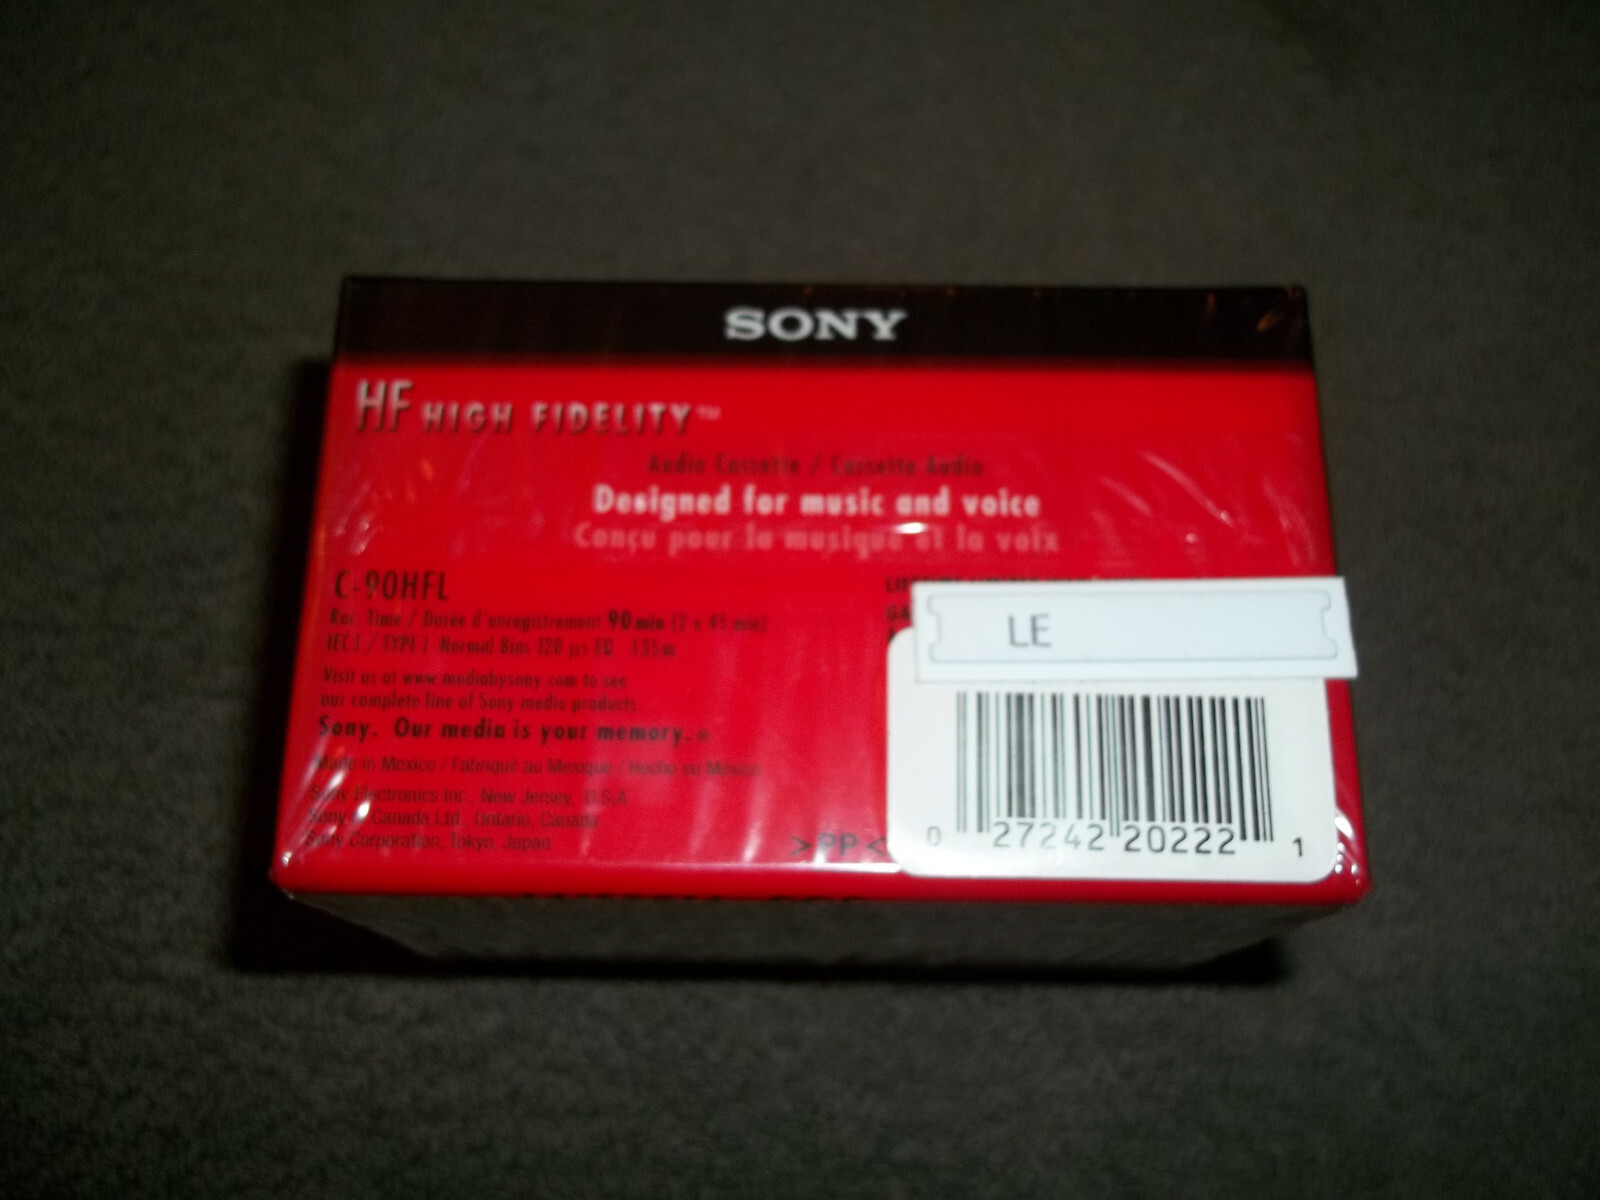 SONY
HF HIGH FIDELITY™
Audio Cassette / Cassette Audio
Designed for music and voice
Conçu pour la musique et la voix
C-90HFL
Rec. Time / Durée d'enregistrement 90 min (2 x 45 min)
IEC I / TYPE I Normal Bias 120 µs EQ 135m
Visit us at www.mediabysony.com to see
our complete line of Sony media products.
Sony. Our media is your memory.®
Made in Mexico / Fabriqué au Mexique / Hecho en Mexico
Sony Electronics Inc., New Jersey, U.S.A.
Sony of Canada Ltd., Ontario, Canada
Sony Corporation, Tokyo, Japan
>PP<
LE
0 27242 20222 1